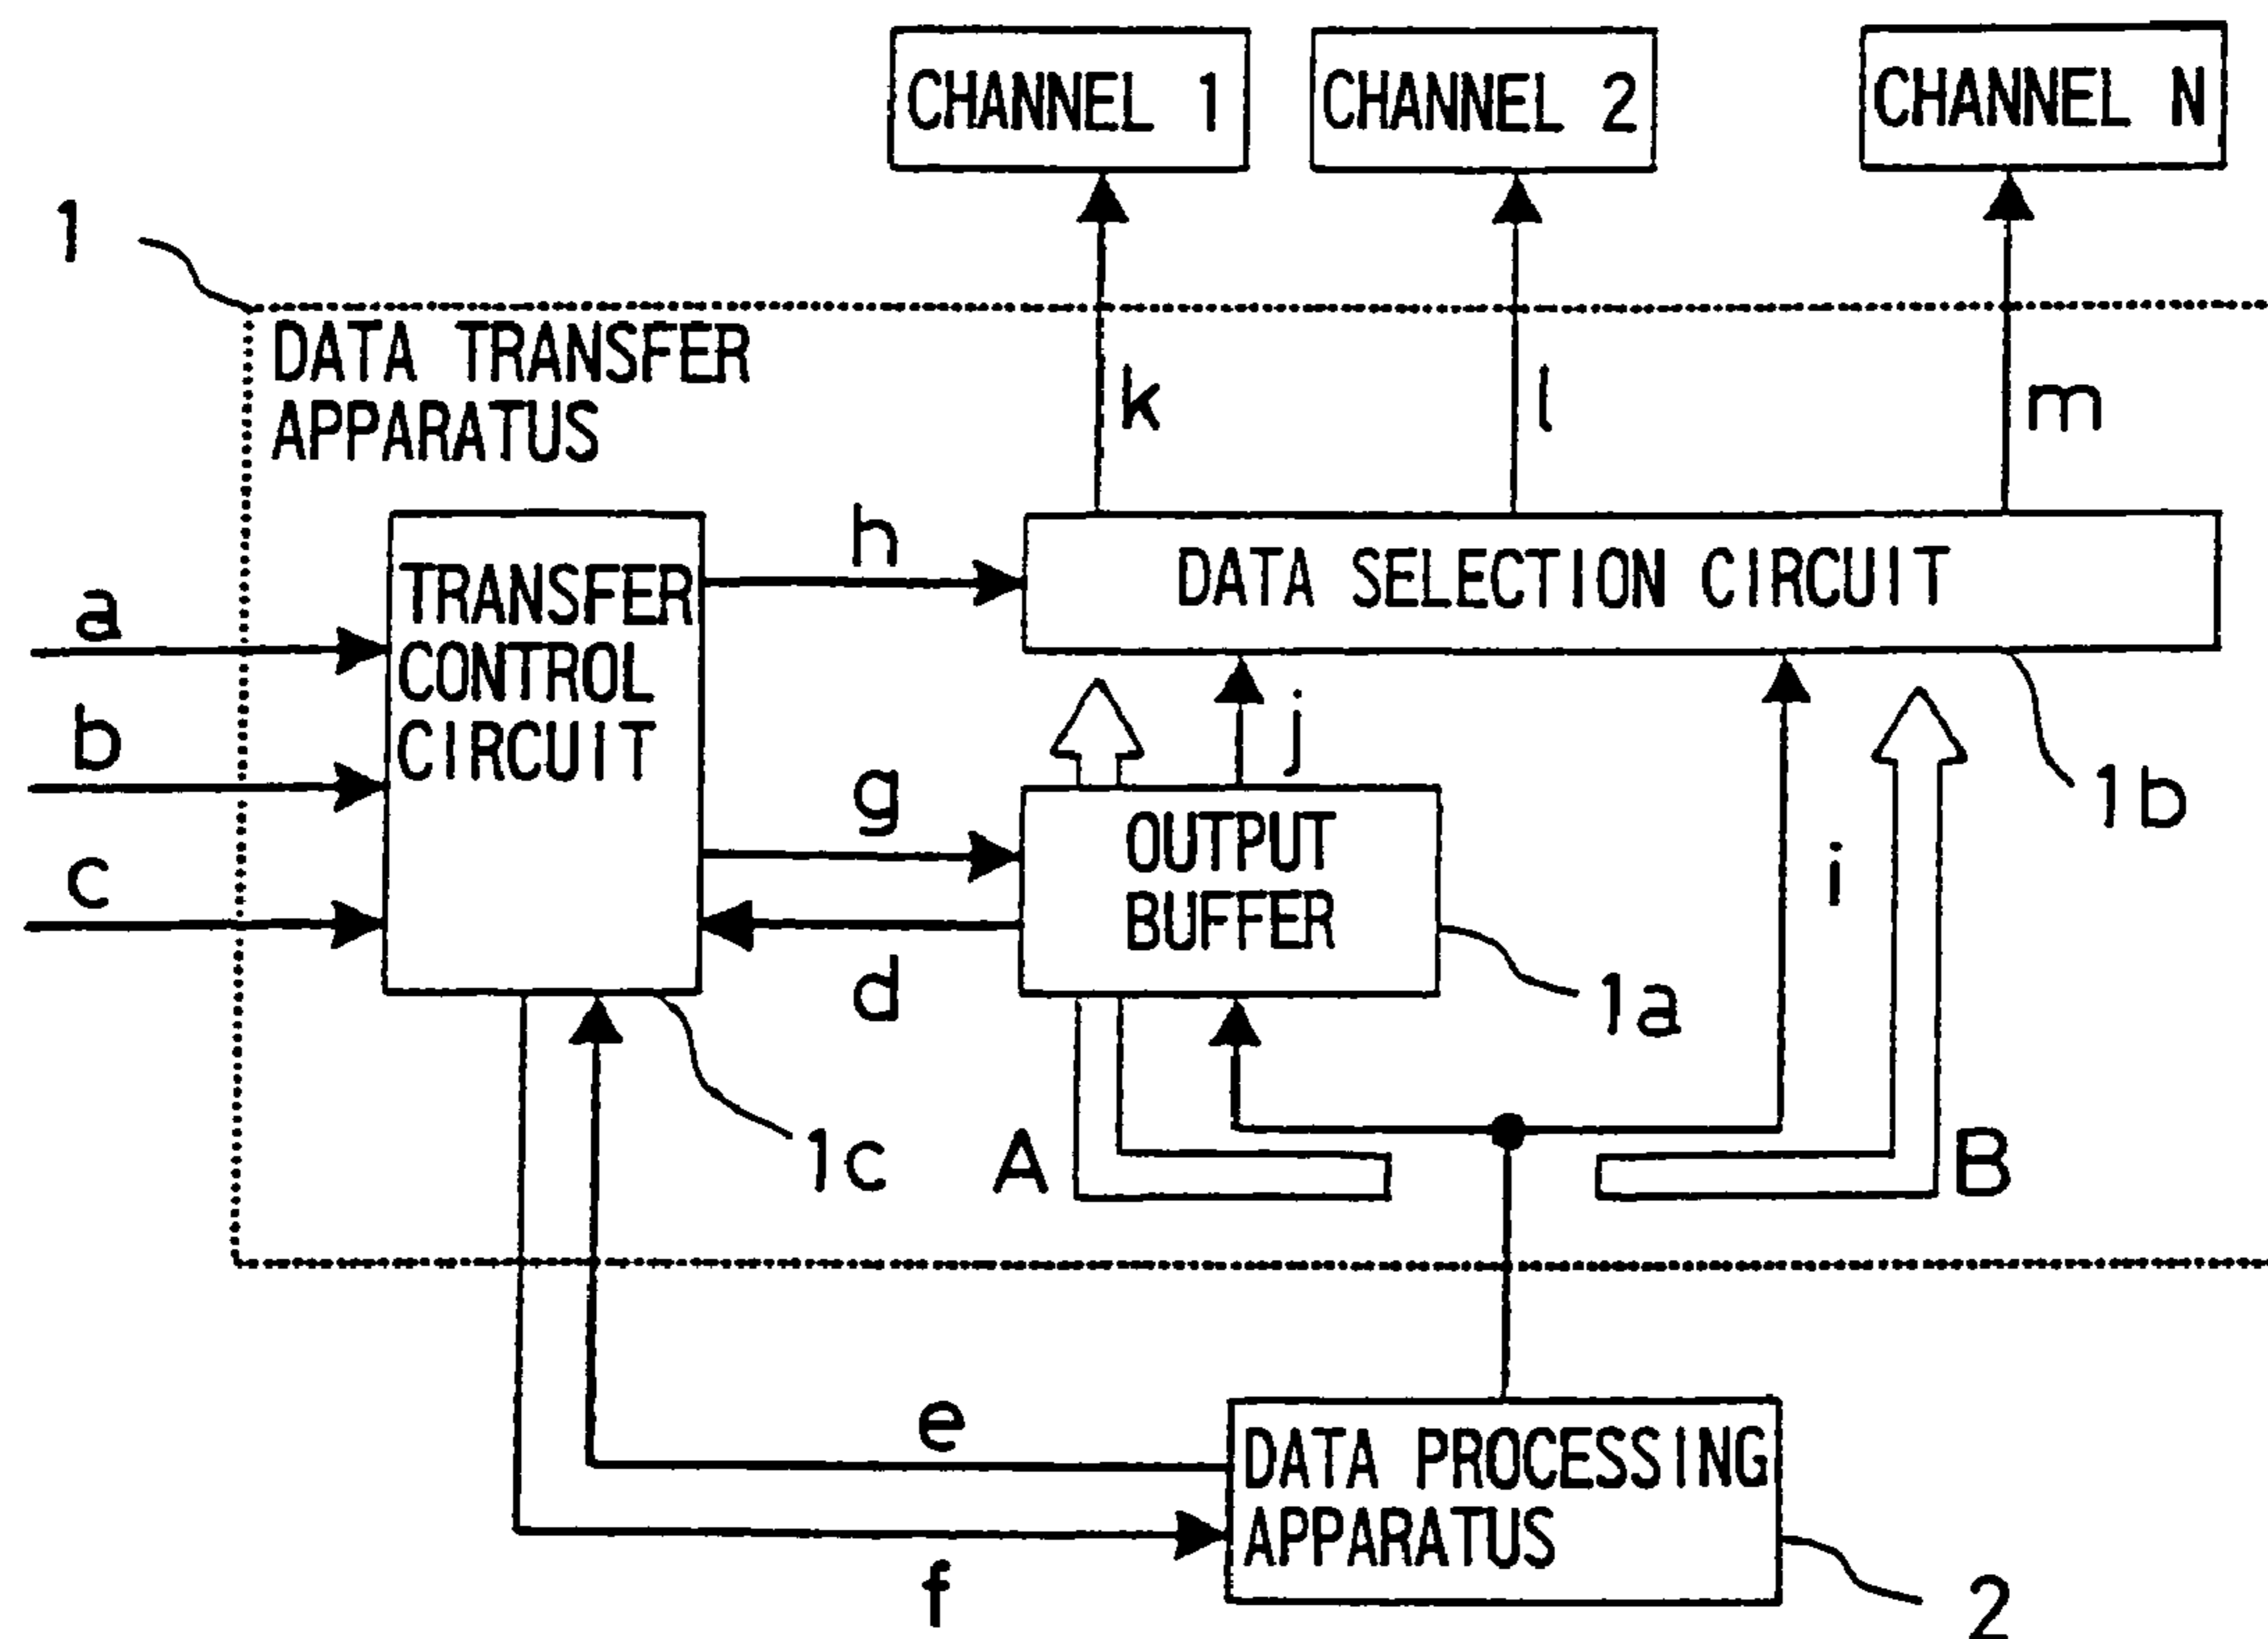 CHANNEL 1
CHANNEL 2
CHANNEL N
1
DATA TRANSFER
APPARATUS
k
l
m
h
TRANSFER
CONTROL
CIRCUIT
DATA SELECTION CIRCUIT
a
b
c
j
g
1b
OUTPUT
BUFFER
i
d
1a
1c
A
B
e
DATA PROCESSING
APPARATUS
f
2